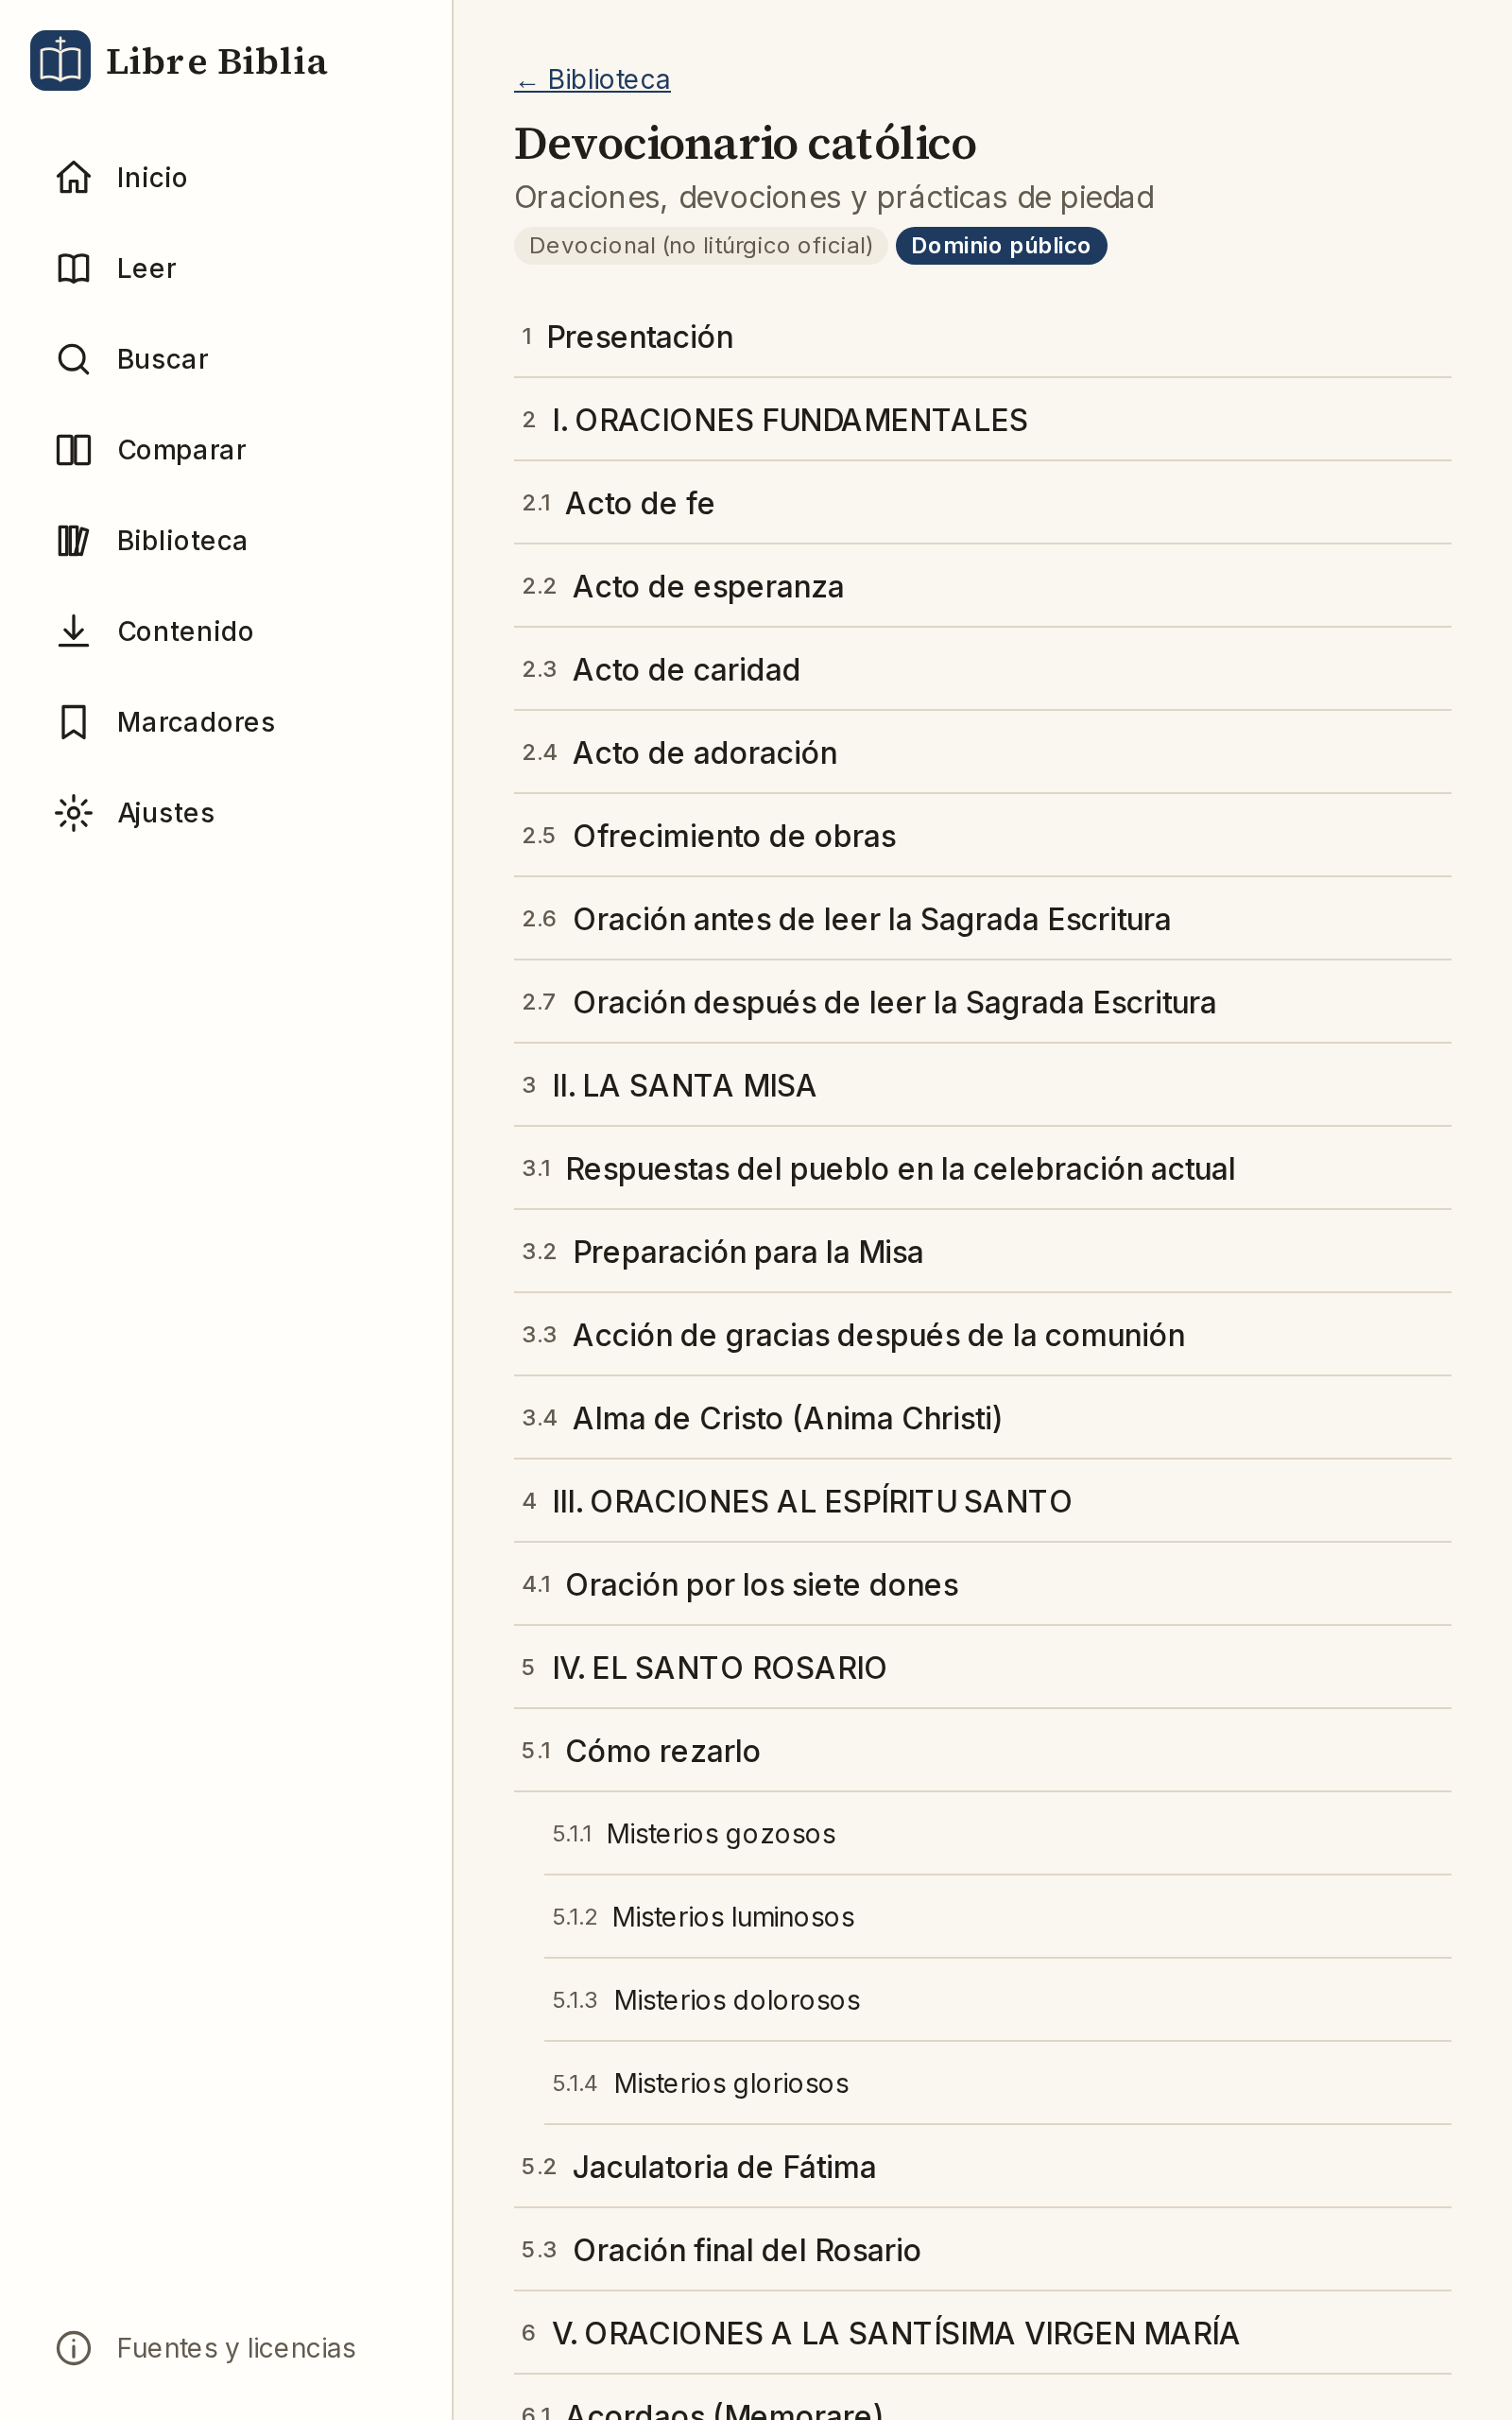 Libre Biblia
Inicio
Leer
Buscar
Comparar
Biblioteca
Contenido
Marcadores
Ajustes
Fuentes y licencias
← Biblioteca
Devocionario católico
Oraciones, devociones y prácticas de piedad
Devocional (no litúrgico oficial) Dominio público
1 Presentación
2 I. ORACIONES FUNDAMENTALES
2.1 Acto de fe
2.2 Acto de esperanza
2.3 Acto de caridad
2.4 Acto de adoración
2.5 Ofrecimiento de obras
2.6 Oración antes de leer la Sagrada Escritura
2.7 Oración después de leer la Sagrada Escritura
3 II. LA SANTA MISA
3.1 Respuestas del pueblo en la celebración actual
3.2 Preparación para la Misa
3.3 Acción de gracias después de la comunión
3.4 Alma de Cristo (Anima Christi)
4 III. ORACIONES AL ESPÍRITU SANTO
4.1 Oración por los siete dones
5 IV. EL SANTO ROSARIO
5.1 Cómo rezarlo
5.1.1 Misterios gozosos
5.1.2 Misterios luminosos
5.1.3 Misterios dolorosos
5.1.4 Misterios gloriosos
5.2 Jaculatoria de Fátima
5.3 Oración final del Rosario
6 V. ORACIONES A LA SANTÍSIMA VIRGEN MARÍA
6.1 Acordaos (Memorare)